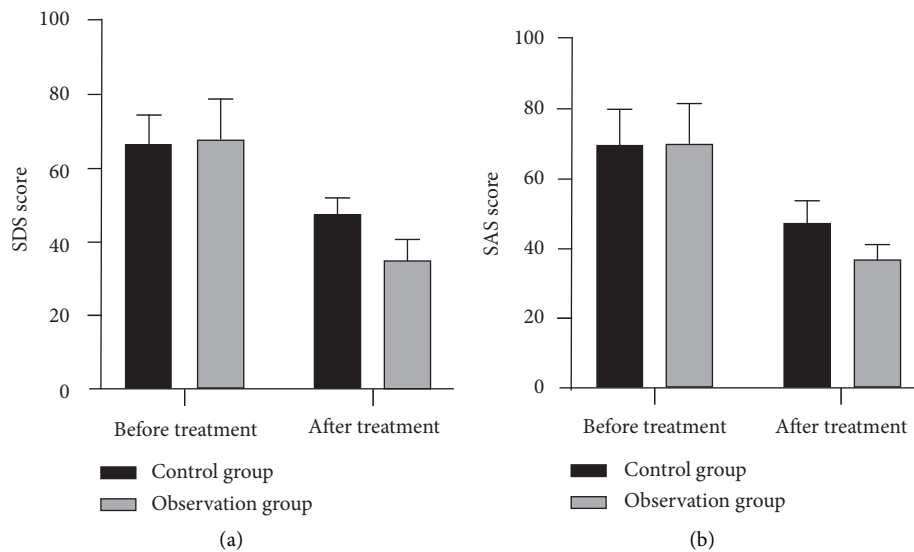 100
80
60
40
20
0
SDS score
Before treatment
After treatment
Control group
Observation group
(a)
100
80
60
40
20
0
SAS score
Before treatment
After treatment
Control group
Observation group
(b)